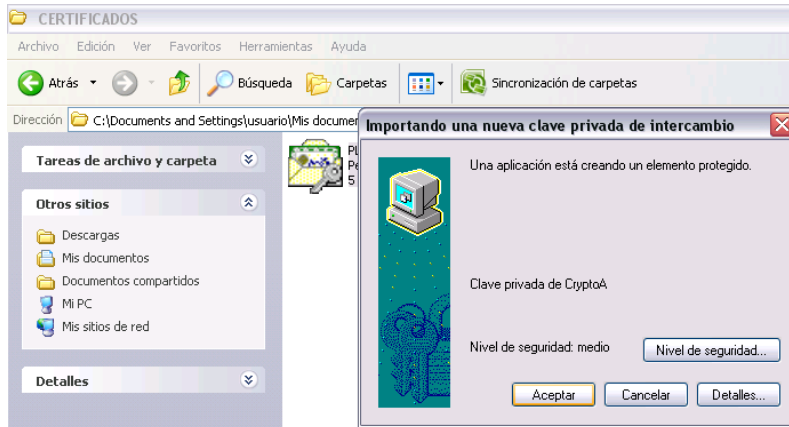 CERTIFICADOS
Archivo Edición Ver Favoritos Herramientas Ayuda
Atrás Búsqueda Carpetas Sincronización de carpetas
Dirección C:\Documents and Settings\usuario\Mis documen
Importando una nueva clave privada de intercambio
Tareas de archivo y carpeta
Otros sitios
Descargas
Mis documentos
Documentos compartidos
Mi PC
Mis sitios de red
Detalles
PL
Pe
5
Una aplicación está creando un elemento protegido.
Clave privada de CryptoA
Nivel de seguridad: medio
Nivel de seguridad...
Aceptar Cancelar Detalles...